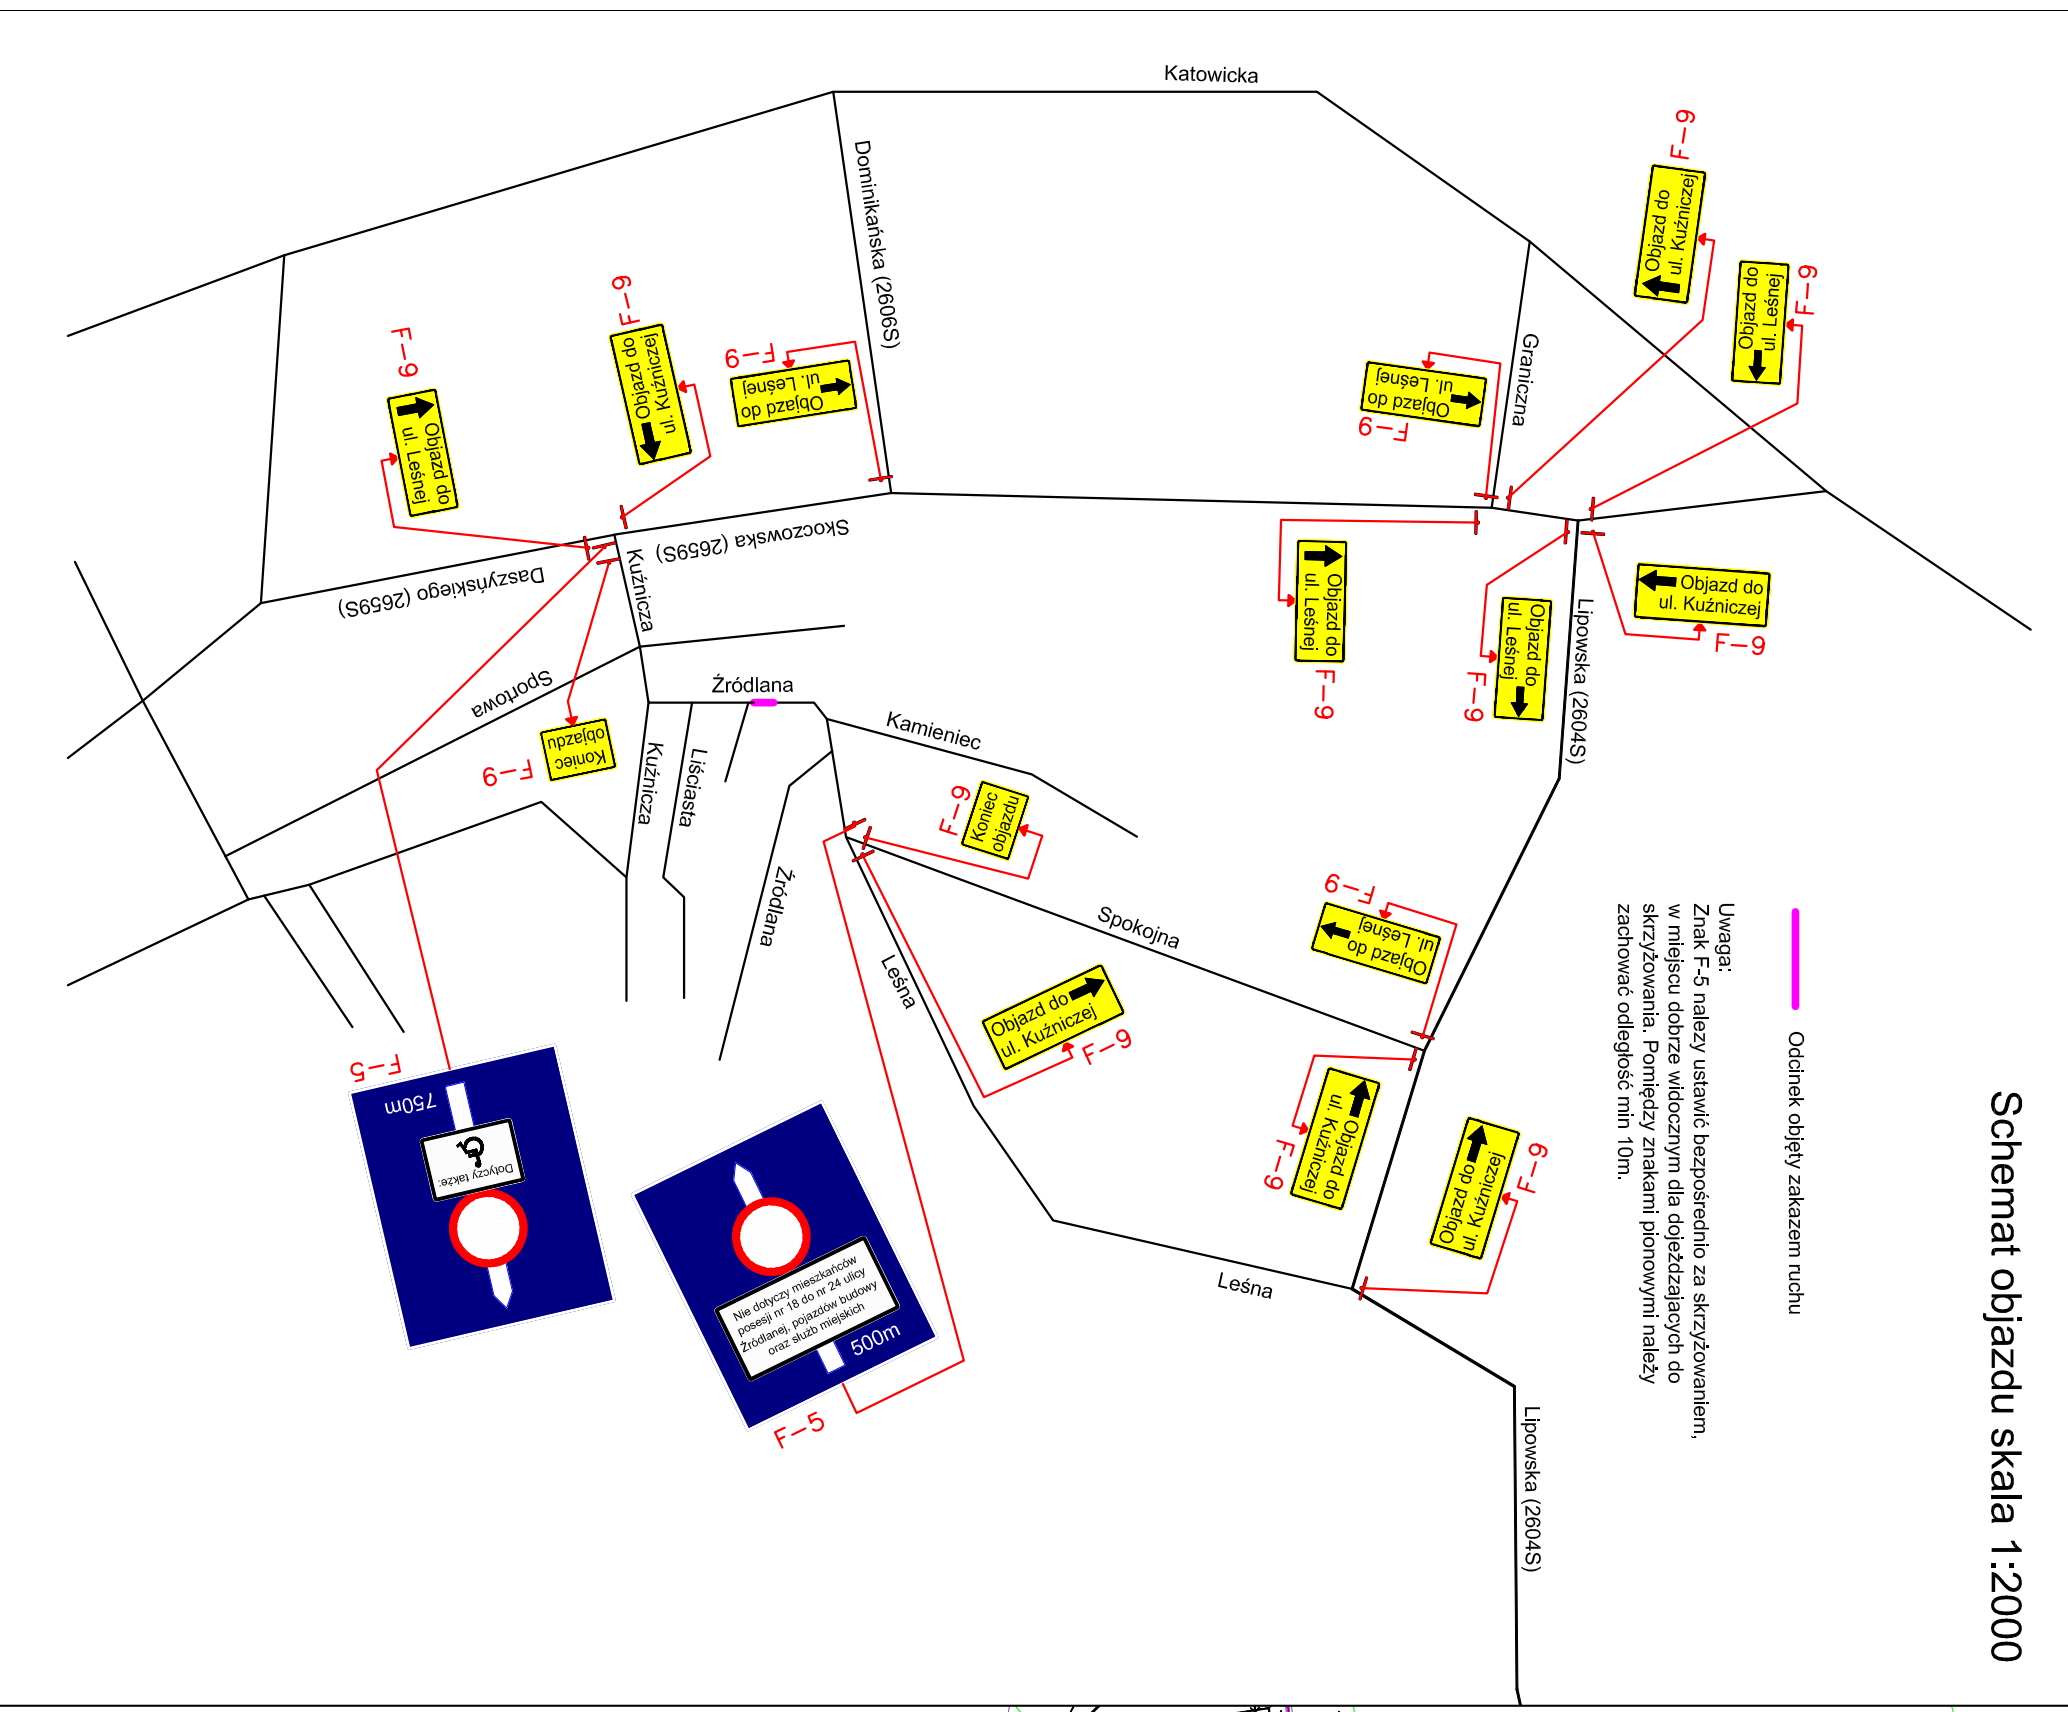 Schemat objazdu skala 1:2000
Odcinek objęty zakazem ruchu
Uwaga:
Znak F-5 należy ustawić bezpośrednio za skrzyżowaniem,
w miejscu dobrze widocznym dla dojeżdzających do
skrzyżowania. Pomiędzy znakami pionowymi należy
zachować odległość min 10m.
Katowicka
Dominikańska (2606S)
Graniczna
F-9
Objazd do
ul. Kuźniczej
F-9
Objazd do
ul. Leśnej
F-9
Objazd do
ul. Leśnej
F-9
Objazd do
ul. Kuźniczej
F-9
Objazd do
ul. Leśnej
F-9
Objazd do
ul. Leśnej
Skoczowska (2659S)
Daszyńskiego (2659S)
Kuźnicza
F-9
Objazd do
ul. Leśnej
F-9
Objazd do
ul. Leśnej
F-9
Objazd do
ul. Kuźniczej
Lipowska (2604S)
Sportowa
Źródlana
Kamieniec
Kuźnicza
Liściasta
Źródlana
F-9
Koniec
objazdu
F-9
Koniec
objazdu
Spokojna
Leśna
F-9
Objazd do
ul. Leśnej
F-9
Objazd do
ul. Kuźniczej
F-9
Objazd do
ul. Kuźniczej
F-9
Objazd do
ul. Kuźniczej
F-5
750m
Dotyczy także:
Nie dotyczy mieszkańców
posesji nr 18 do nr 24 ulicy
Źródlanej, pojazdów budowy
oraz służb miejskich
500m
F-5
Leśna
Lipowska (2604S)